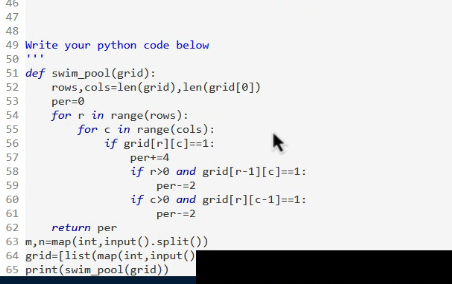 46
47
48
49 Write your python code below
50 '''
51 def swim_pool(grid):
52     rows,cols=len(grid),len(grid[0])
53     per=0
54     for r in range(rows):
55         for c in range(cols):
56             if grid[r][c]==1:
57                 per+=4
58                 if r>0 and grid[r-1][c]==1:
59                     per-=2
60                 if c>0 and grid[r][c-1]==1:
61                     per-=2
62     return per
63 m,n=map(int,input().split())
64 grid=[list(map(int,input()
65 print(swim_pool(grid))